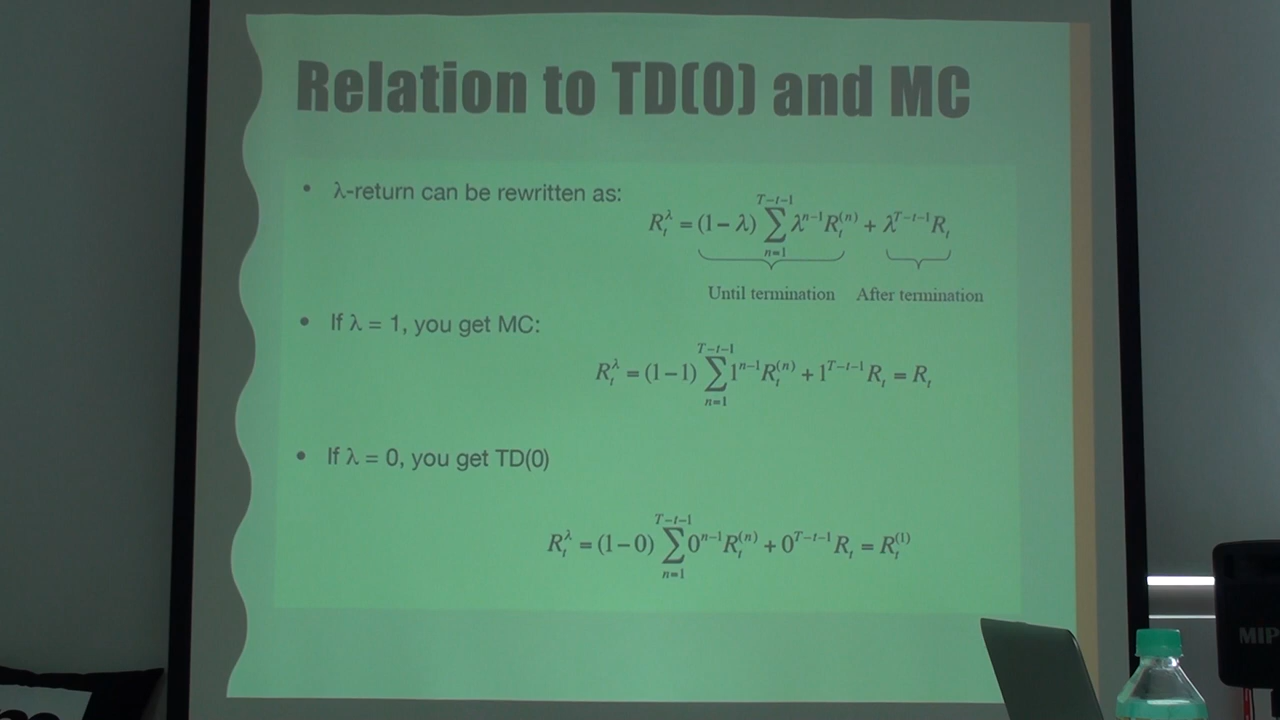 Relation to TD(0) and MC
• λ-return can be rewritten as:
R_t^λ = (1 − λ) ∑_{n=1}^{T−t−1} λ^{n−1} R_t^{(n)} + λ^{T−t−1} R_t
Until termination After termination
• If λ = 1, you get MC:
R_t^λ = (1 − 1) ∑_{n=1}^{T−t−1} 1^{n−1} R_t^{(n)} + 1^{T−t−1} R_t = R_t
• If λ = 0, you get TD(0)
R_t^λ = (1 − 0) ∑_{n=1}^{T−t−1} 0^{n−1} R_t^{(n)} + 0^{T−t−1} R_t = R_t^{(1)}
MIP